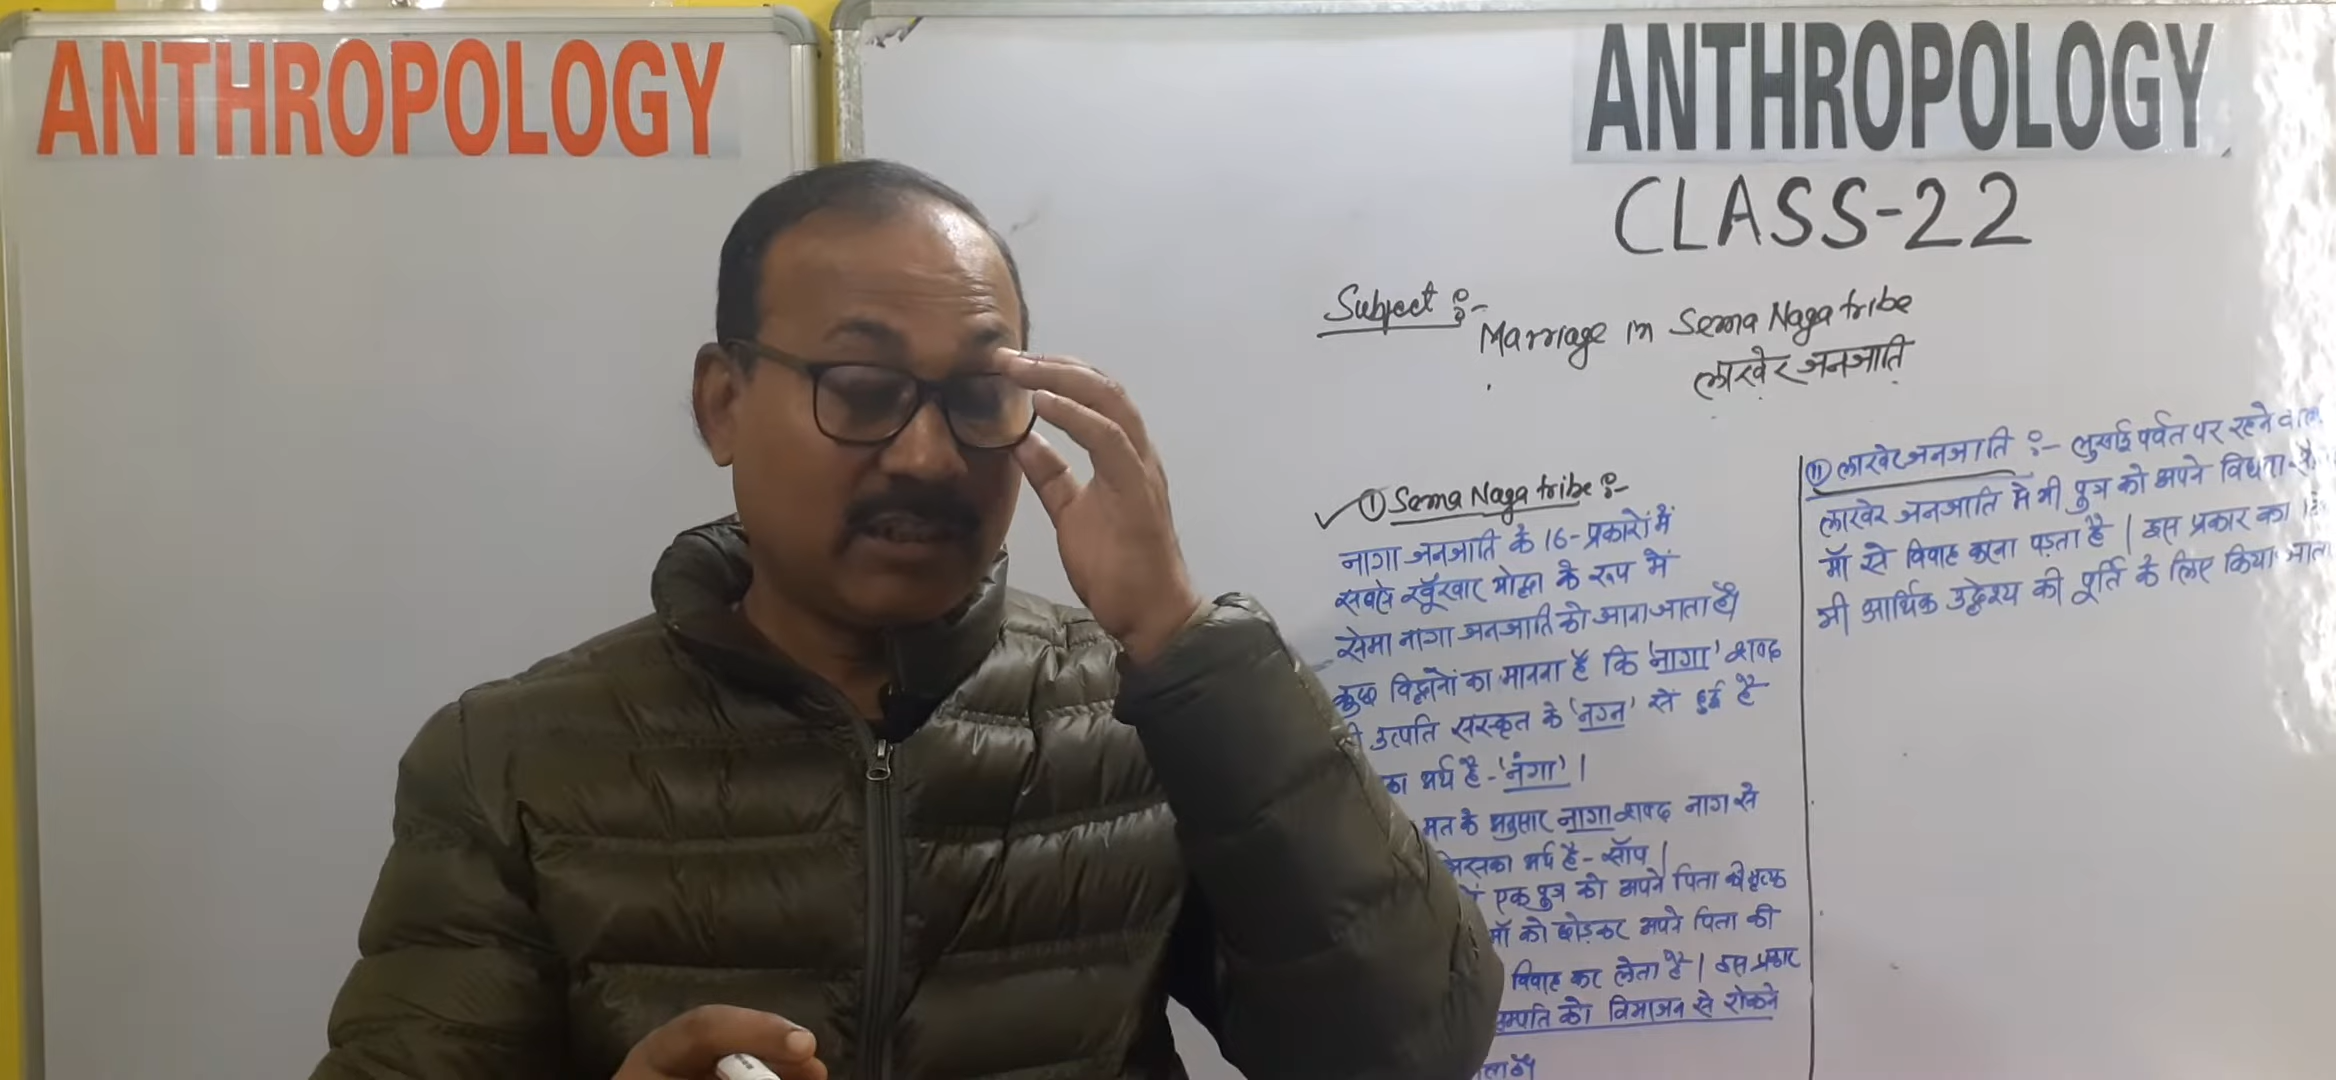 ANTHROPOLOGY
ANTHROPOLOGY
CLASS-22
Subject :-
Marriage in Sema Naga tribe
लाखेर जनजाति
① Sema Naga tribe :-
नागा जनजाति के 16-प्रकारों में
सबसे खूँखार योद्धा के रूप में
सेमा नागा जनजाति को जाना जाता है।
कुछ विद्वानों का मानना है कि 'नागा' शब्द
की उत्पति संस्कृत के 'नग्न' से हुई है
का अर्थ है - 'नंगा' ।
मत के अनुसार नागा शब्द नाग से
जिसका अर्थ है - साँप ।
में एक पुत्र को अपने पिता की
माँ को छोड़कर अपने पिता की
विवाह कर लेता है । इस प्रकार
सम्पति को विभाजन से रोकने
(ii) लाखेर जनजाति :- लुसाई पर्वत पर रहने
लाखेर जनजाति में भी पुत्र को अपने विधवा
माँ से विवाह करना पड़ता है । इस प्रकार का
भी आर्थिक उद्देश्य की पूर्ति के लिए किया जाता